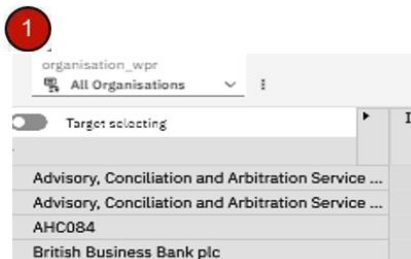 1
organisation_wpr
All Organisations
Target selecting
Advisory, Conciliation and Arbitration Service ...
Advisory, Conciliation and Arbitration Service ...
AHC084
British Business Bank plc